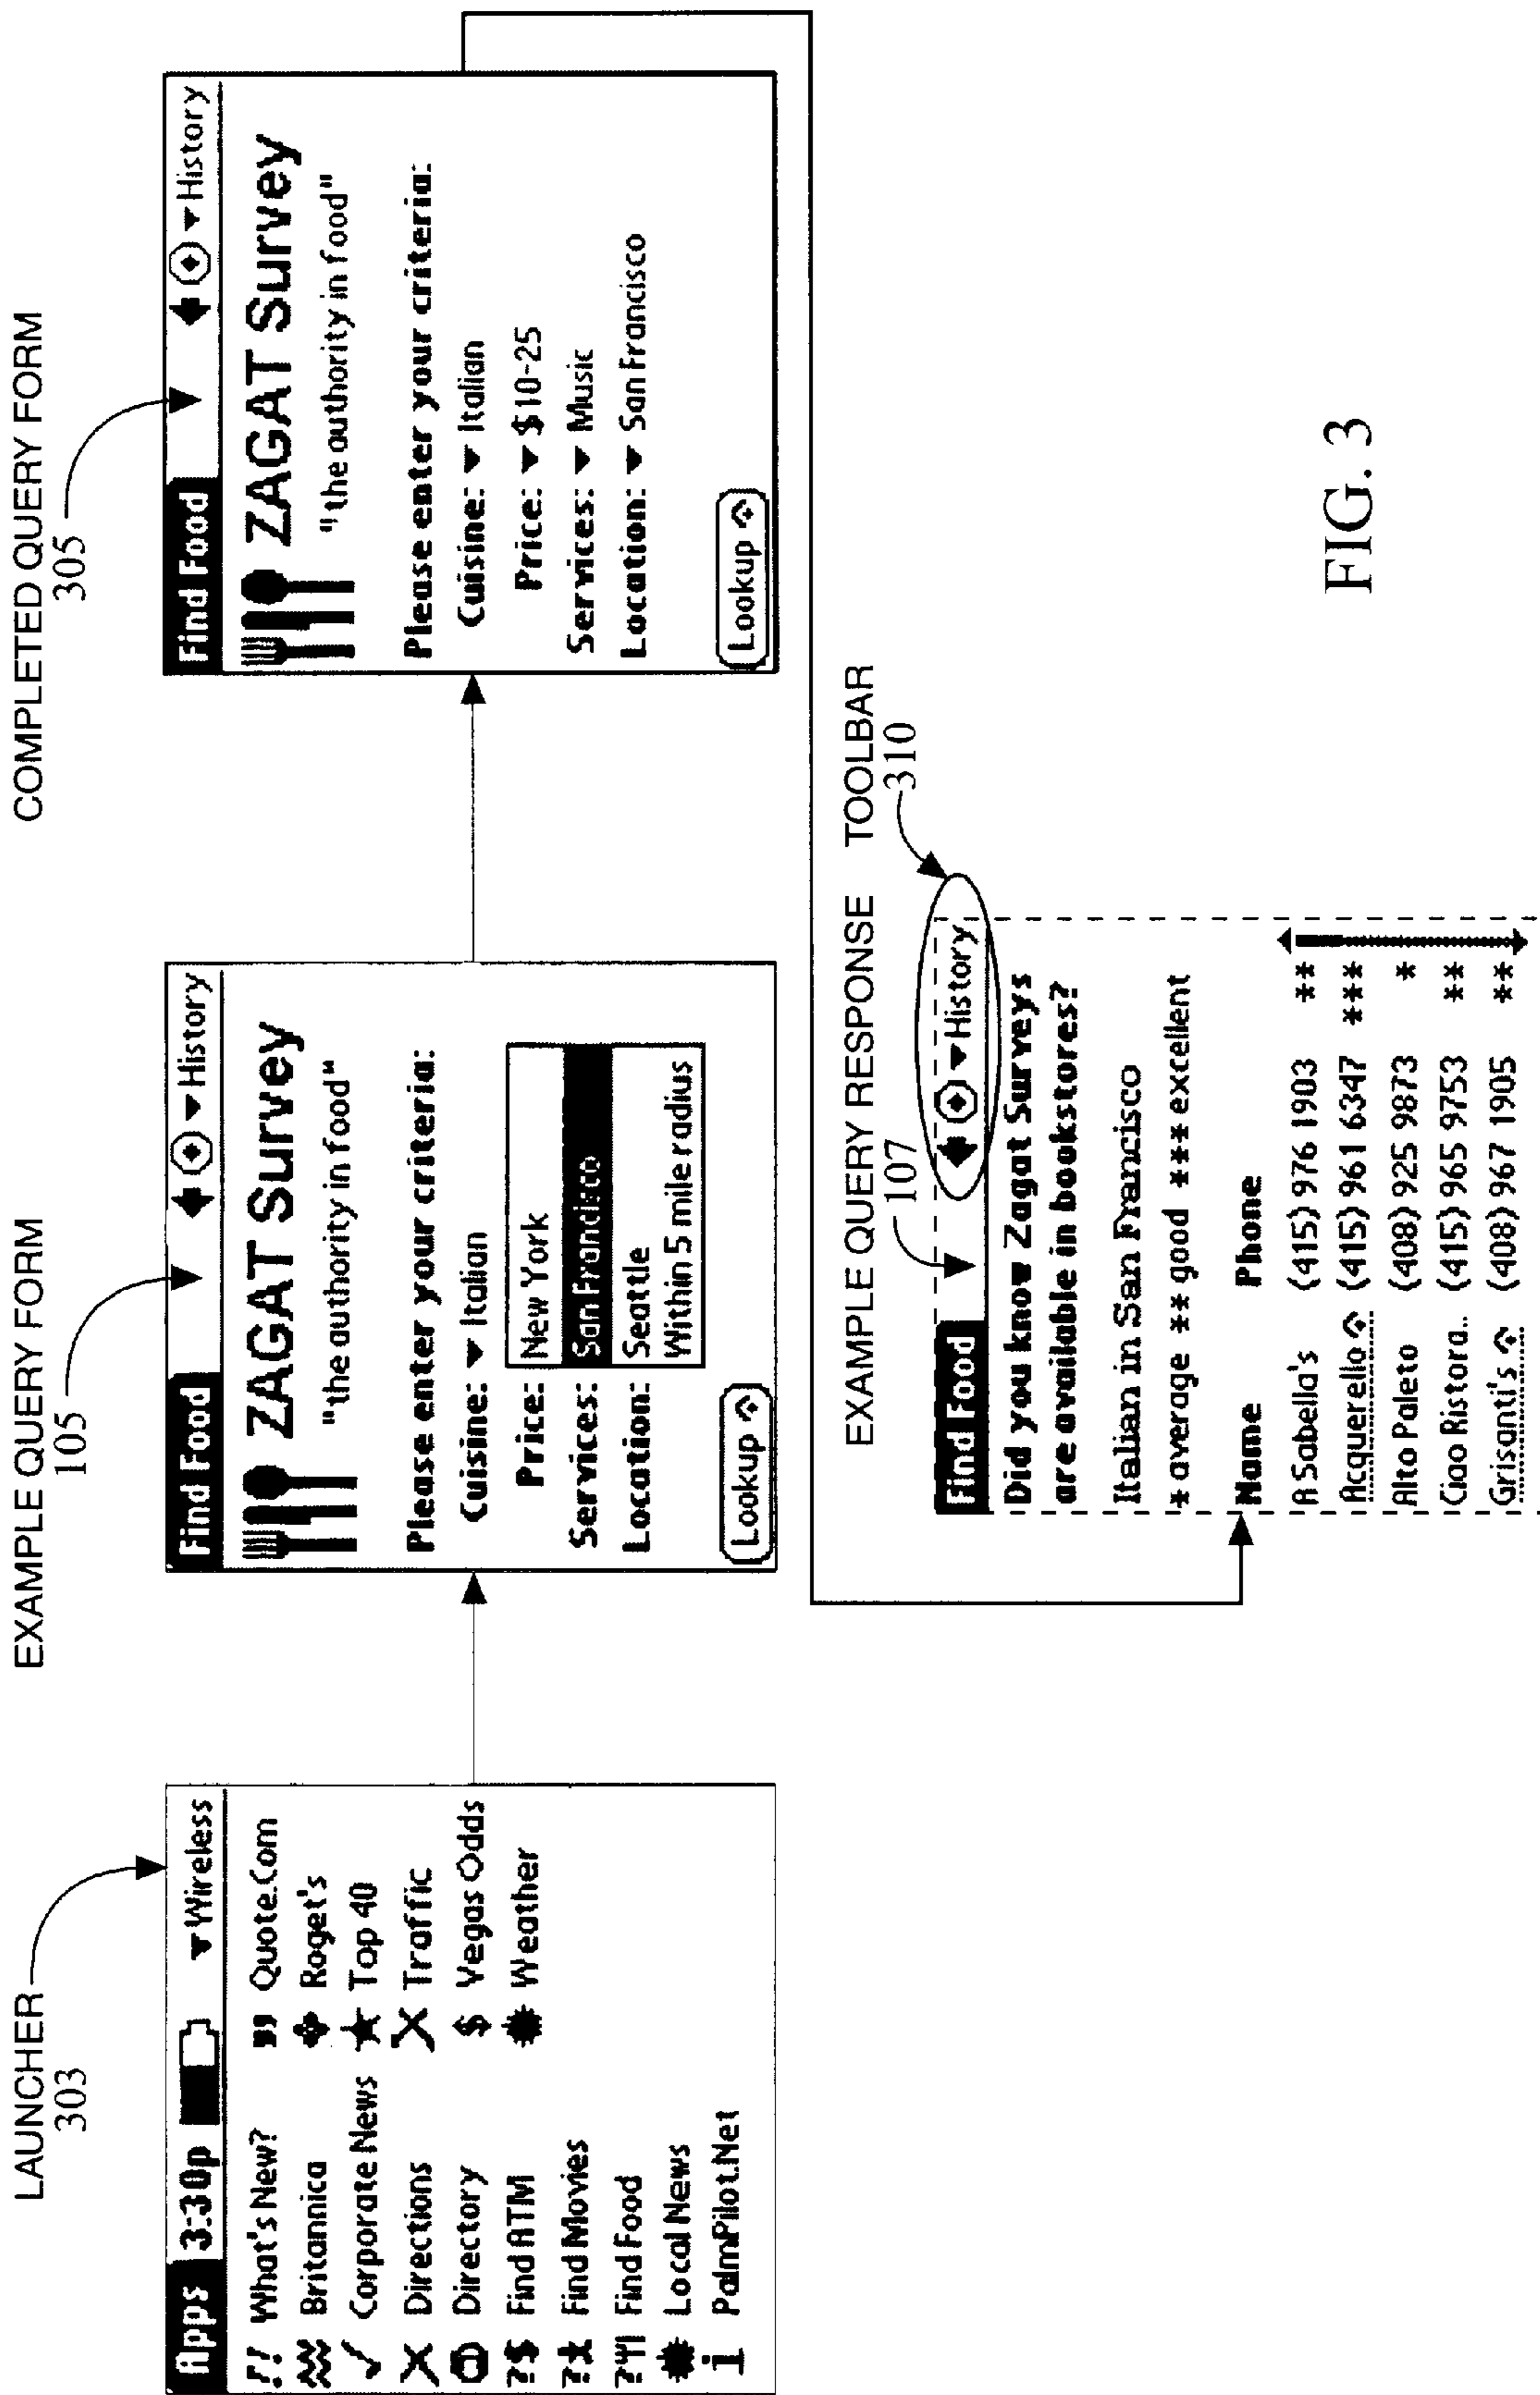 LAUNCHER
303
Apps 3:30p Wireless
What's New?
Britannica
Corporate News
Directions
Directory
?$ Find ATM
Find Movies
Find Food
Local News
i PalmPilot.Net
Quote.Com
Roget's
Top 40
Traffic
$ Vegas Odds
Weather
EXAMPLE QUERY FORM
105
Find Food History
ZAGAT Survey
"the authority in food"
Please enter your criteria:
Cuisine: Italian
Price:
Services:
Location:
New York
San Francisco
Seattle
Within 5 mile radius
Lookup
COMPLETED QUERY FORM
305
Find Food History
ZAGAT Survey
"the authority in food"
Please enter your criteria:
Cuisine: Italian
Price: $10-25
Services: Music
Location: San Francisco
Lookup
EXAMPLE QUERY RESPONSE
107
TOOLBAR
310
Find Food History
Did you know Zagat Surveys
are available in bookstores?
Italian in San Francisco
* average ** good *** excellent
Name Phone
A Sabella's (415) 976 1903 **
Acquerello (415) 961 6347 ***
Alto Paleto (408) 925 9873 *
Ciao Ristora.. (415) 965 9753 **
Grisanti's (408) 967 1905 **
FIG. 3